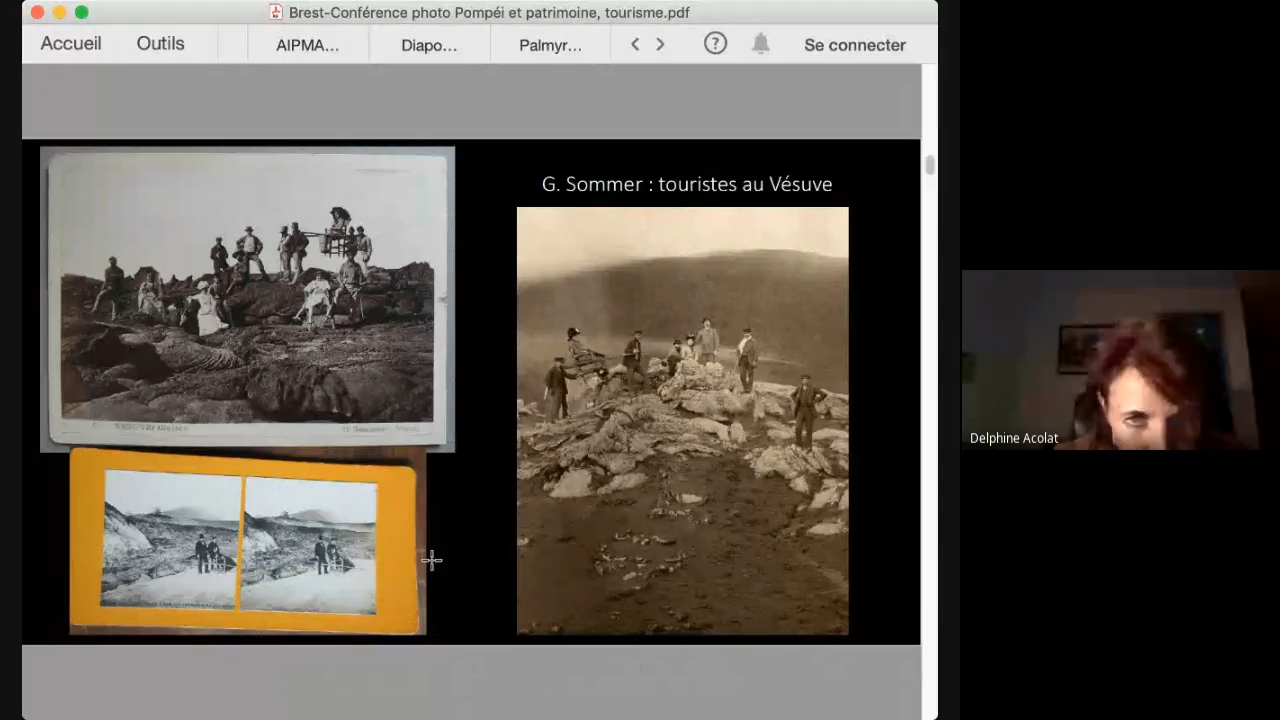 Brest-Conférence photo Pompéi et patrimoine, tourisme.pdf
Accueil Outils AIPMA... Diapo... Palmyr... ? Se connecter
G. Sommer : touristes au Vésuve
Delphine Acolat